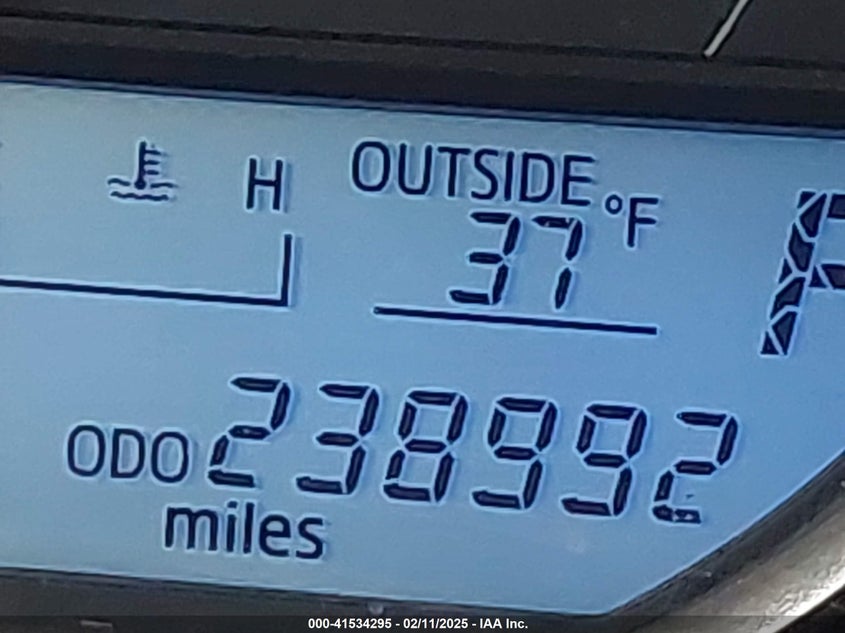 H
OUTSIDE
37 °F
P
ODO 238992
miles
000-41534295 - 02/11/2025 - IAA Inc.